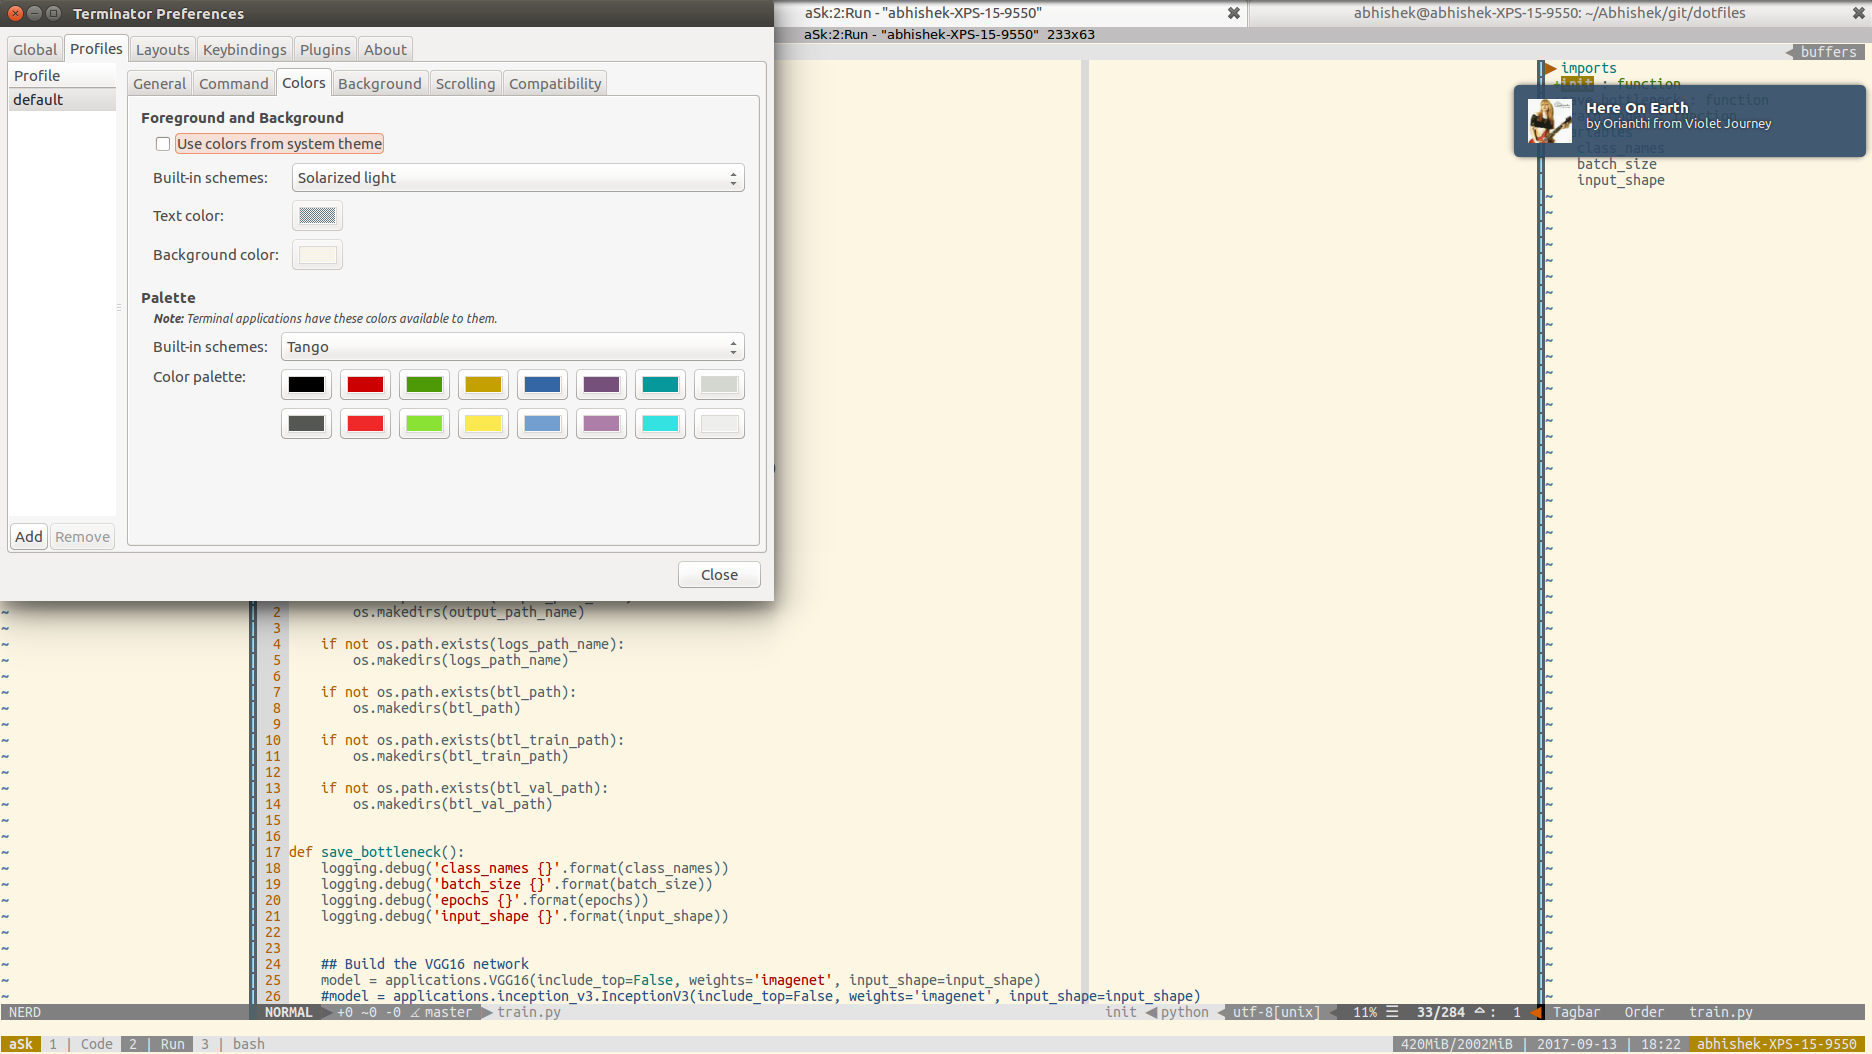 Terminator Preferences
aSk:2:Run - "abhishek-XPS-15-9550"
abhishek@abhishek-XPS-15-9550: ~/Abhishek/git/dotfiles
aSk:2:Run - "abhishek-XPS-15-9550" 233x63
buffers
Global Profiles Layouts Keybindings Plugins About
Profile
default
General Command Colors Background Scrolling Compatibility
Foreground and Background
Use colors from system theme
Built-in schemes: Solarized light
Text color:
Background color:
Palette
Note: Terminal applications have these colors available to them.
Built-in schemes: Tango
Color palette:
Add Remove
Close
imports
init : function
Here On Earth
by Orianthi from Violet Journey
class_names
batch_size
input_shape
2 os.makedirs(output_path_name)
3
4 if not os.path.exists(logs_path_name):
5 os.makedirs(logs_path_name)
6
7 if not os.path.exists(btl_path):
8 os.makedirs(btl_path)
9
10 if not os.path.exists(btl_train_path):
11 os.makedirs(btl_train_path)
12
13 if not os.path.exists(btl_val_path):
14 os.makedirs(btl_val_path)
15
16
17 def save_bottleneck():
18 logging.debug('class_names {}'.format(class_names))
19 logging.debug('batch_size {}'.format(batch_size))
20 logging.debug('epochs {}'.format(epochs))
21 logging.debug('input_shape {}'.format(input_shape))
22
23
24 ## Build the VGG16 network
25 model = applications.VGG16(include_top=False, weights='imagenet', input_shape=input_shape)
26 #model = applications.inception_v3.InceptionV3(include_top=False, weights='imagenet', input_shape=input_shape)
NERD NORMAL +0 ~0 -0 master train.py init python utf-8[unix] 11% ☰ 33/284 : 1 Tagbar Order train.py
aSk 1 | Code 2 | Run 3 | bash 420MiB/2002MiB | 2017-09-13 | 18:22 abhishek-XPS-15-9550